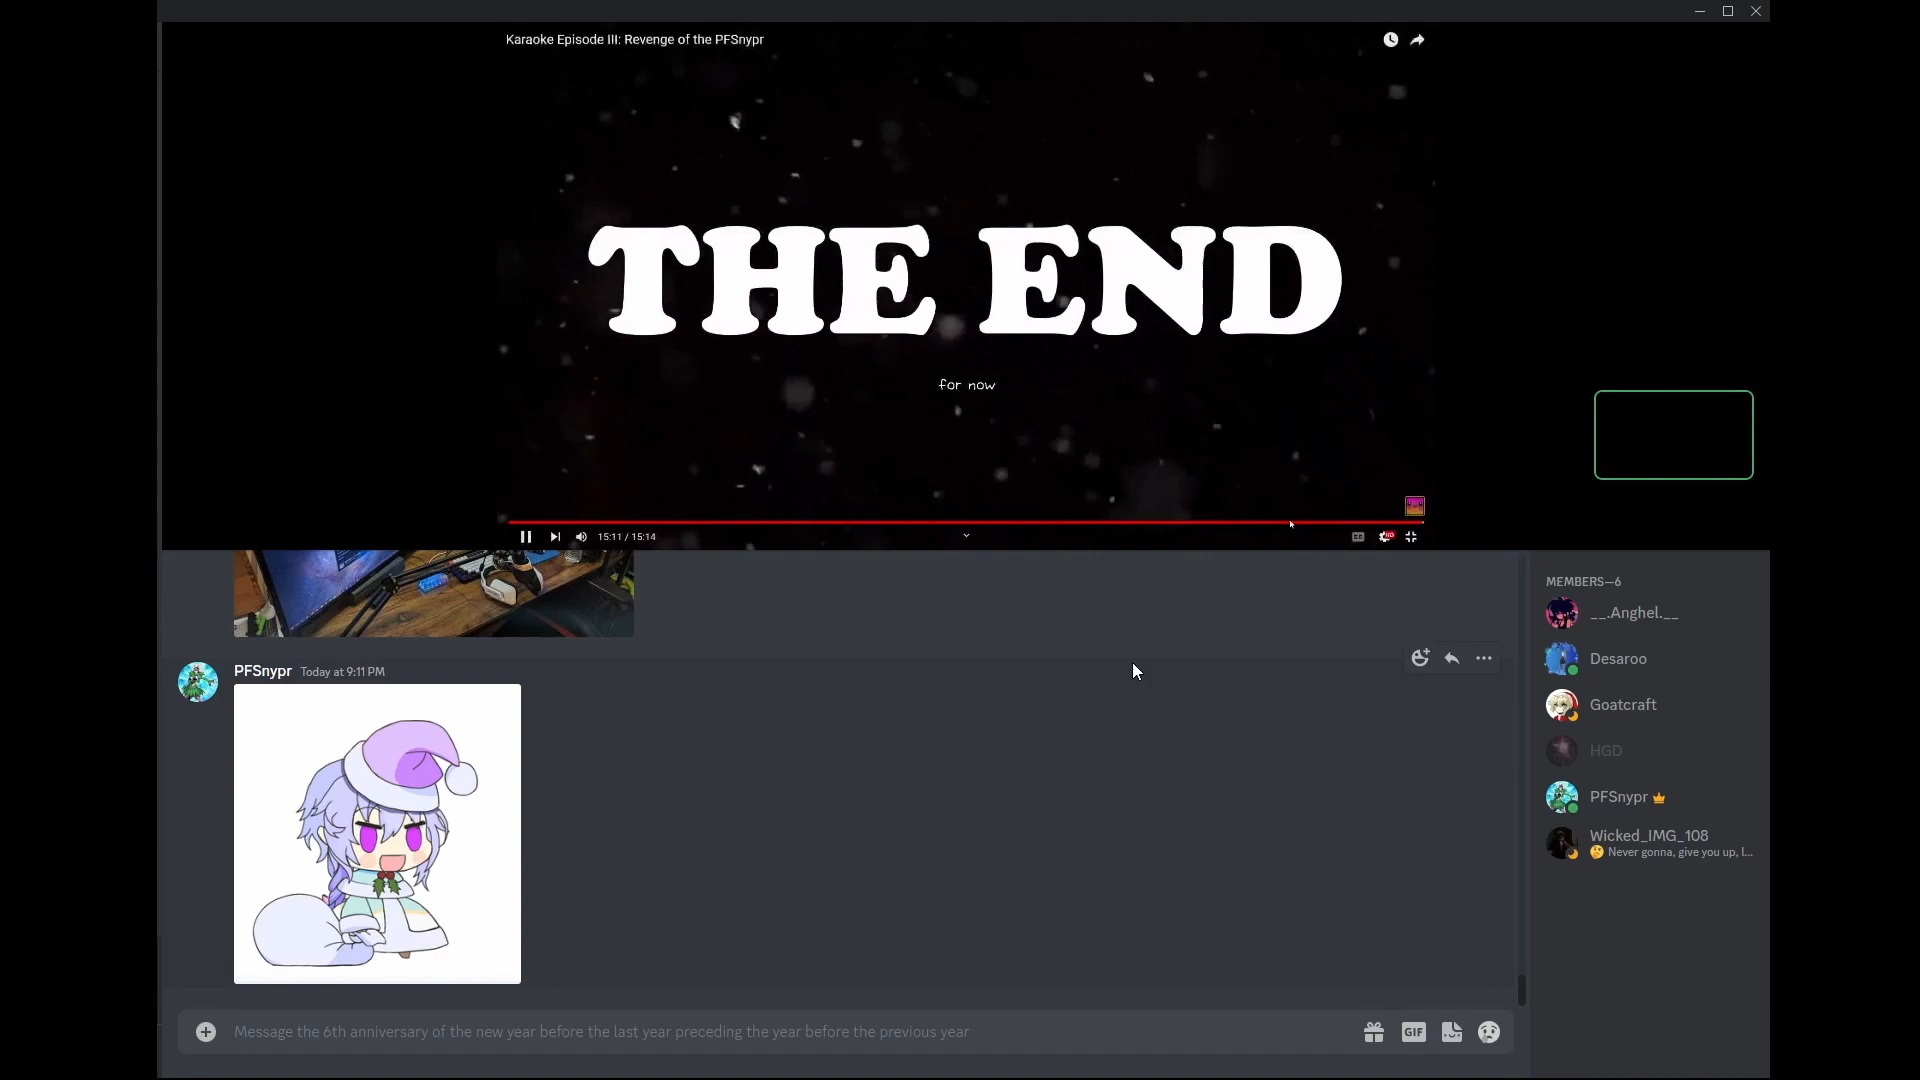 Karaoke Episode III: Revenge of the PFSnypr
THE END
for now
15:11 / 15:14
CC
HD
MEMBERS—6
__.Anghel.__
Desaroo
Goatcraft
HGD
PFSnypr
Wicked_IMG_108
Never gonna, give you up, l...
PFSnypr Today at 9:11 PM
Message the 6th anniversary of the new year before the last year preceding the year before the previous year
GIF